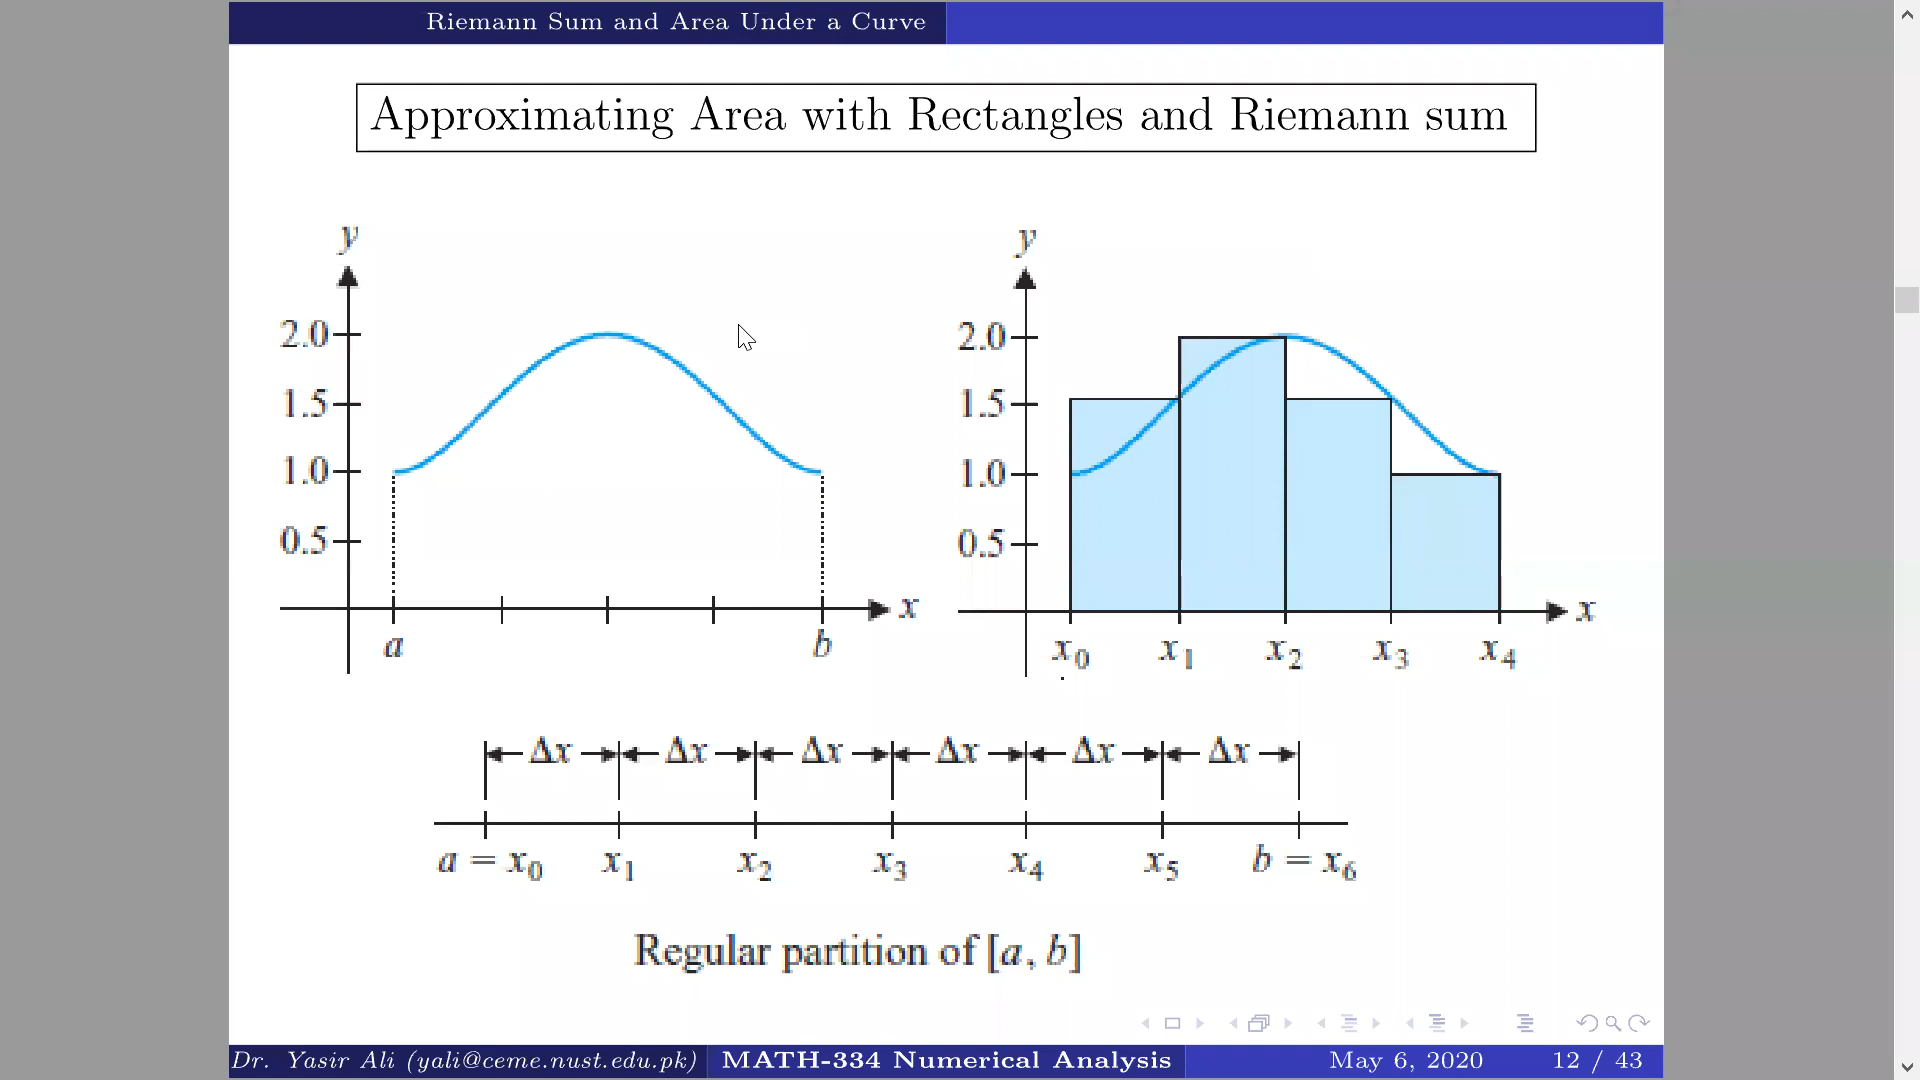 Riemann Sum and Area Under a Curve
Approximating Area with Rectangles and Riemann sum
y
2.0
1.5
1.0
0.5
a
b
x
y
2.0
1.5
1.0
0.5
x
x₀ x₁ x₂ x₃ x₄
Δx Δx Δx Δx Δx Δx
a = x₀ x₁ x₂ x₃ x₄ x₅ b = x₆
Regular partition of [a, b]
Dr. Yasir Ali (yali@ceme.nust.edu.pk) MATH-334 Numerical Analysis May 6, 2020 12 / 43